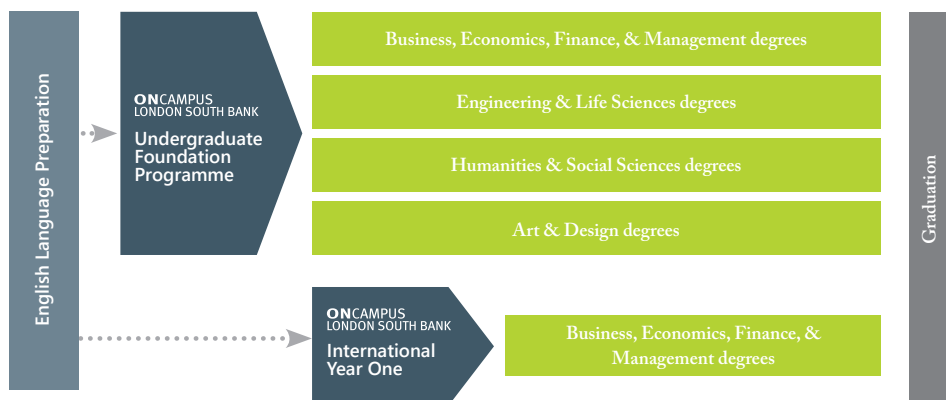 English Language Preparation
ONCAMPUS
LONDON SOUTH BANK
Undergraduate
Foundation
Programme
Business, Economics, Finance, & Management degrees
Engineering & Life Sciences degrees
Humanities & Social Sciences degrees
Art & Design degrees
ONCAMPUS
LONDON SOUTH BANK
International
Year One
Business, Economics, Finance, &
Management degrees
Graduation